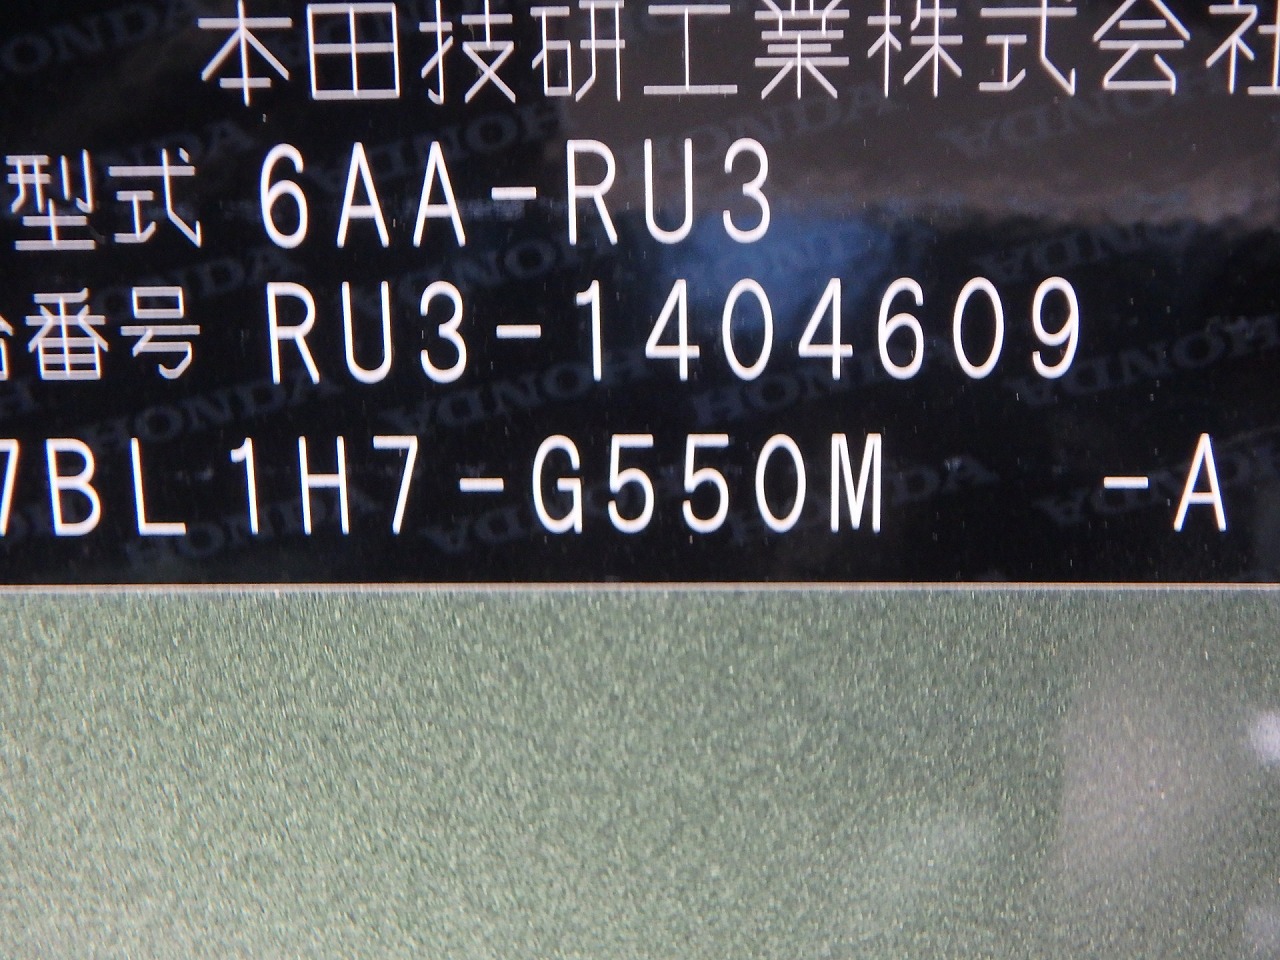 本田技研工業株式会社
型式 6AA-RU3
番号 RU3-1404609
7BL1H7-G550M -A